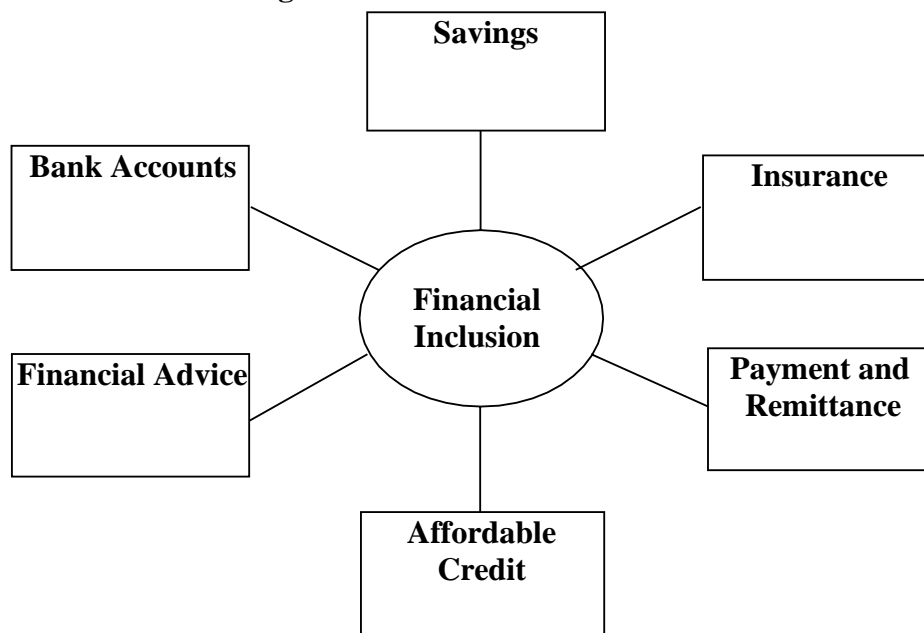 Savings
Bank Accounts
Insurance
Financial
Inclusion
Financial Advice
Payment and
Remittance
Affordable
Credit